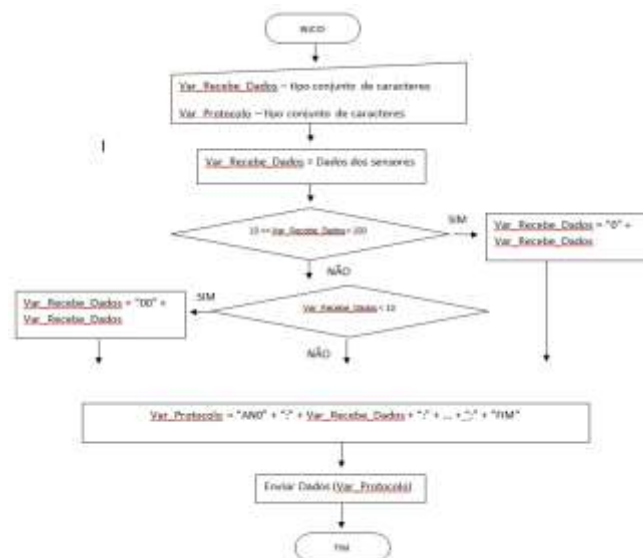 INICIO
Var_Recebe_Dados – tipo conjunto de caracteres
Var_Protocolo – tipo conjunto de caracteres
Var_Recebe_Dados = Dados dos sensores
10 <= Var_Recebe_Dados < 100
SIM
Var_Recebe_Dados = "0" +
Var_Recebe_Dados
NÃO
SIM
Var_Recebe_Dados = "00" +
Var_Recebe_Dados
Var_Recebe_Dados < 10
NÃO
Var_Protocolo = "AN0" + ":" + Var_Recebe_Dados + ":" + ... + ":" + "FIM"
Enviar Dados (Var_Protocolo)
FIM